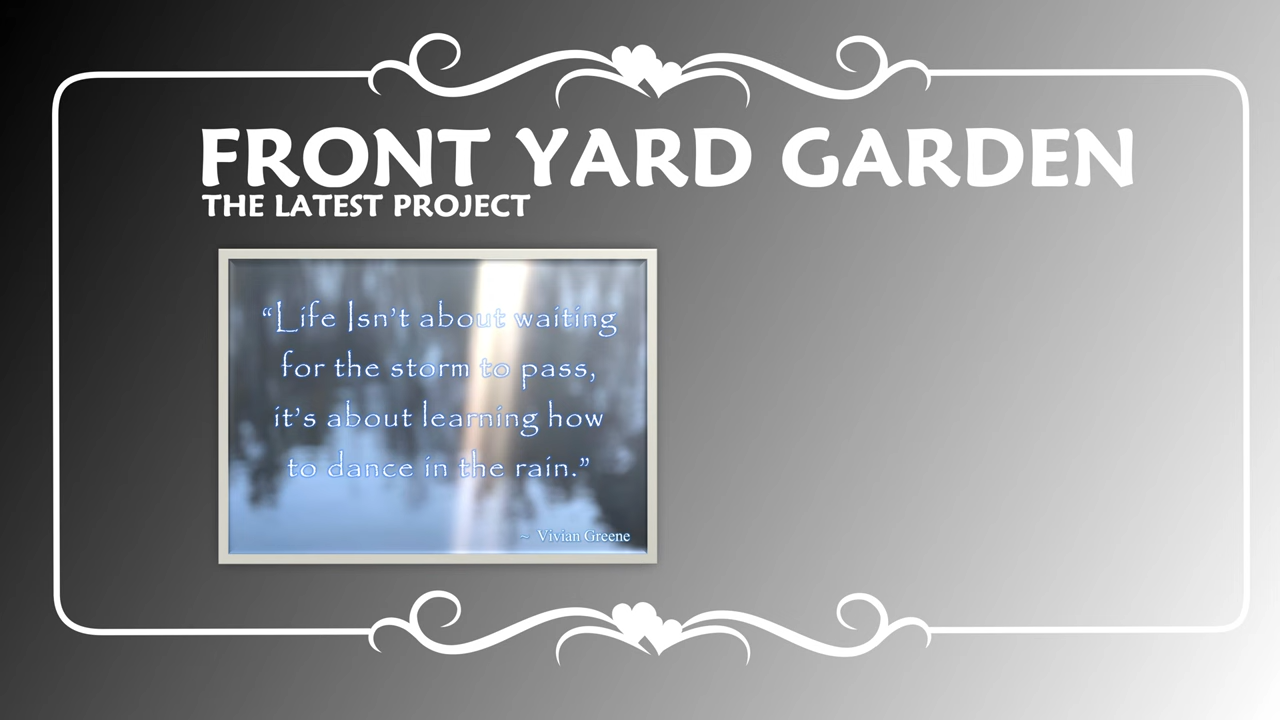 FRONT YARD GARDEN
THE LATEST PROJECT
“Life Isn’t about waiting
for the storm to pass,
it’s about learning how
to dance in the rain.”
~ Vivian Greene